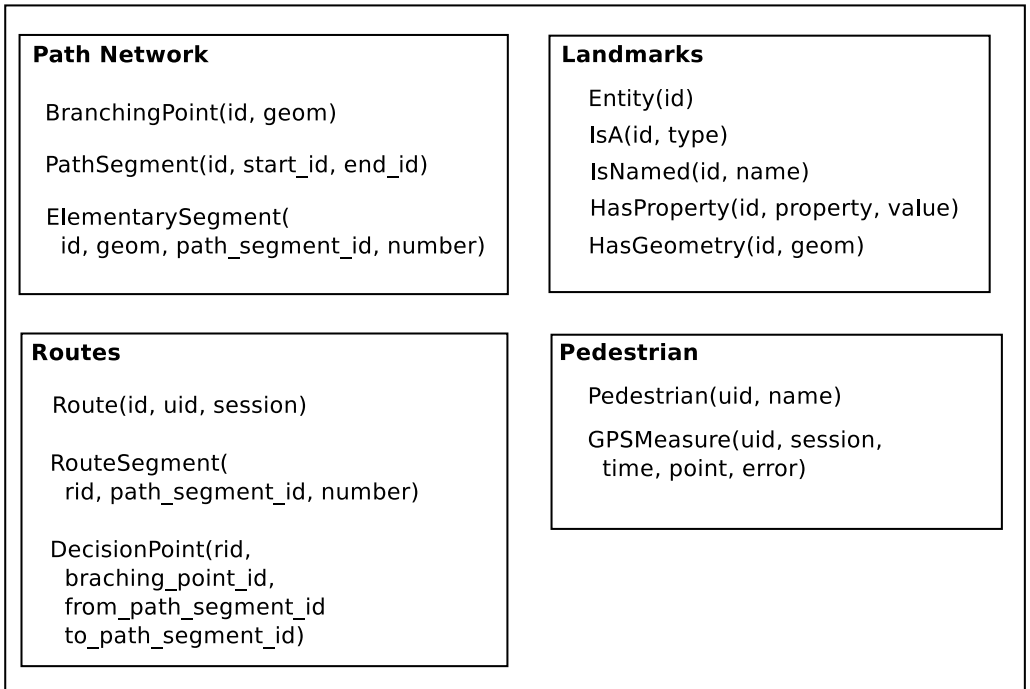 Path Network
BranchingPoint(id, geom)
PathSegment(id, start_id, end_id)
ElementarySegment(
id, geom, path_segment_id, number)
Landmarks
Entity(id)
IsA(id, type)
IsNamed(id, name)
HasProperty(id, property, value)
HasGeometry(id, geom)
Routes
Route(id, uid, session)
RouteSegment(
rid, path_segment_id, number)
DecisionPoint(rid,
braching_point_id,
from_path_segment_id
to_path_segment_id)
Pedestrian
Pedestrian(uid, name)
GPSMeasure(uid, session,
time, point, error)